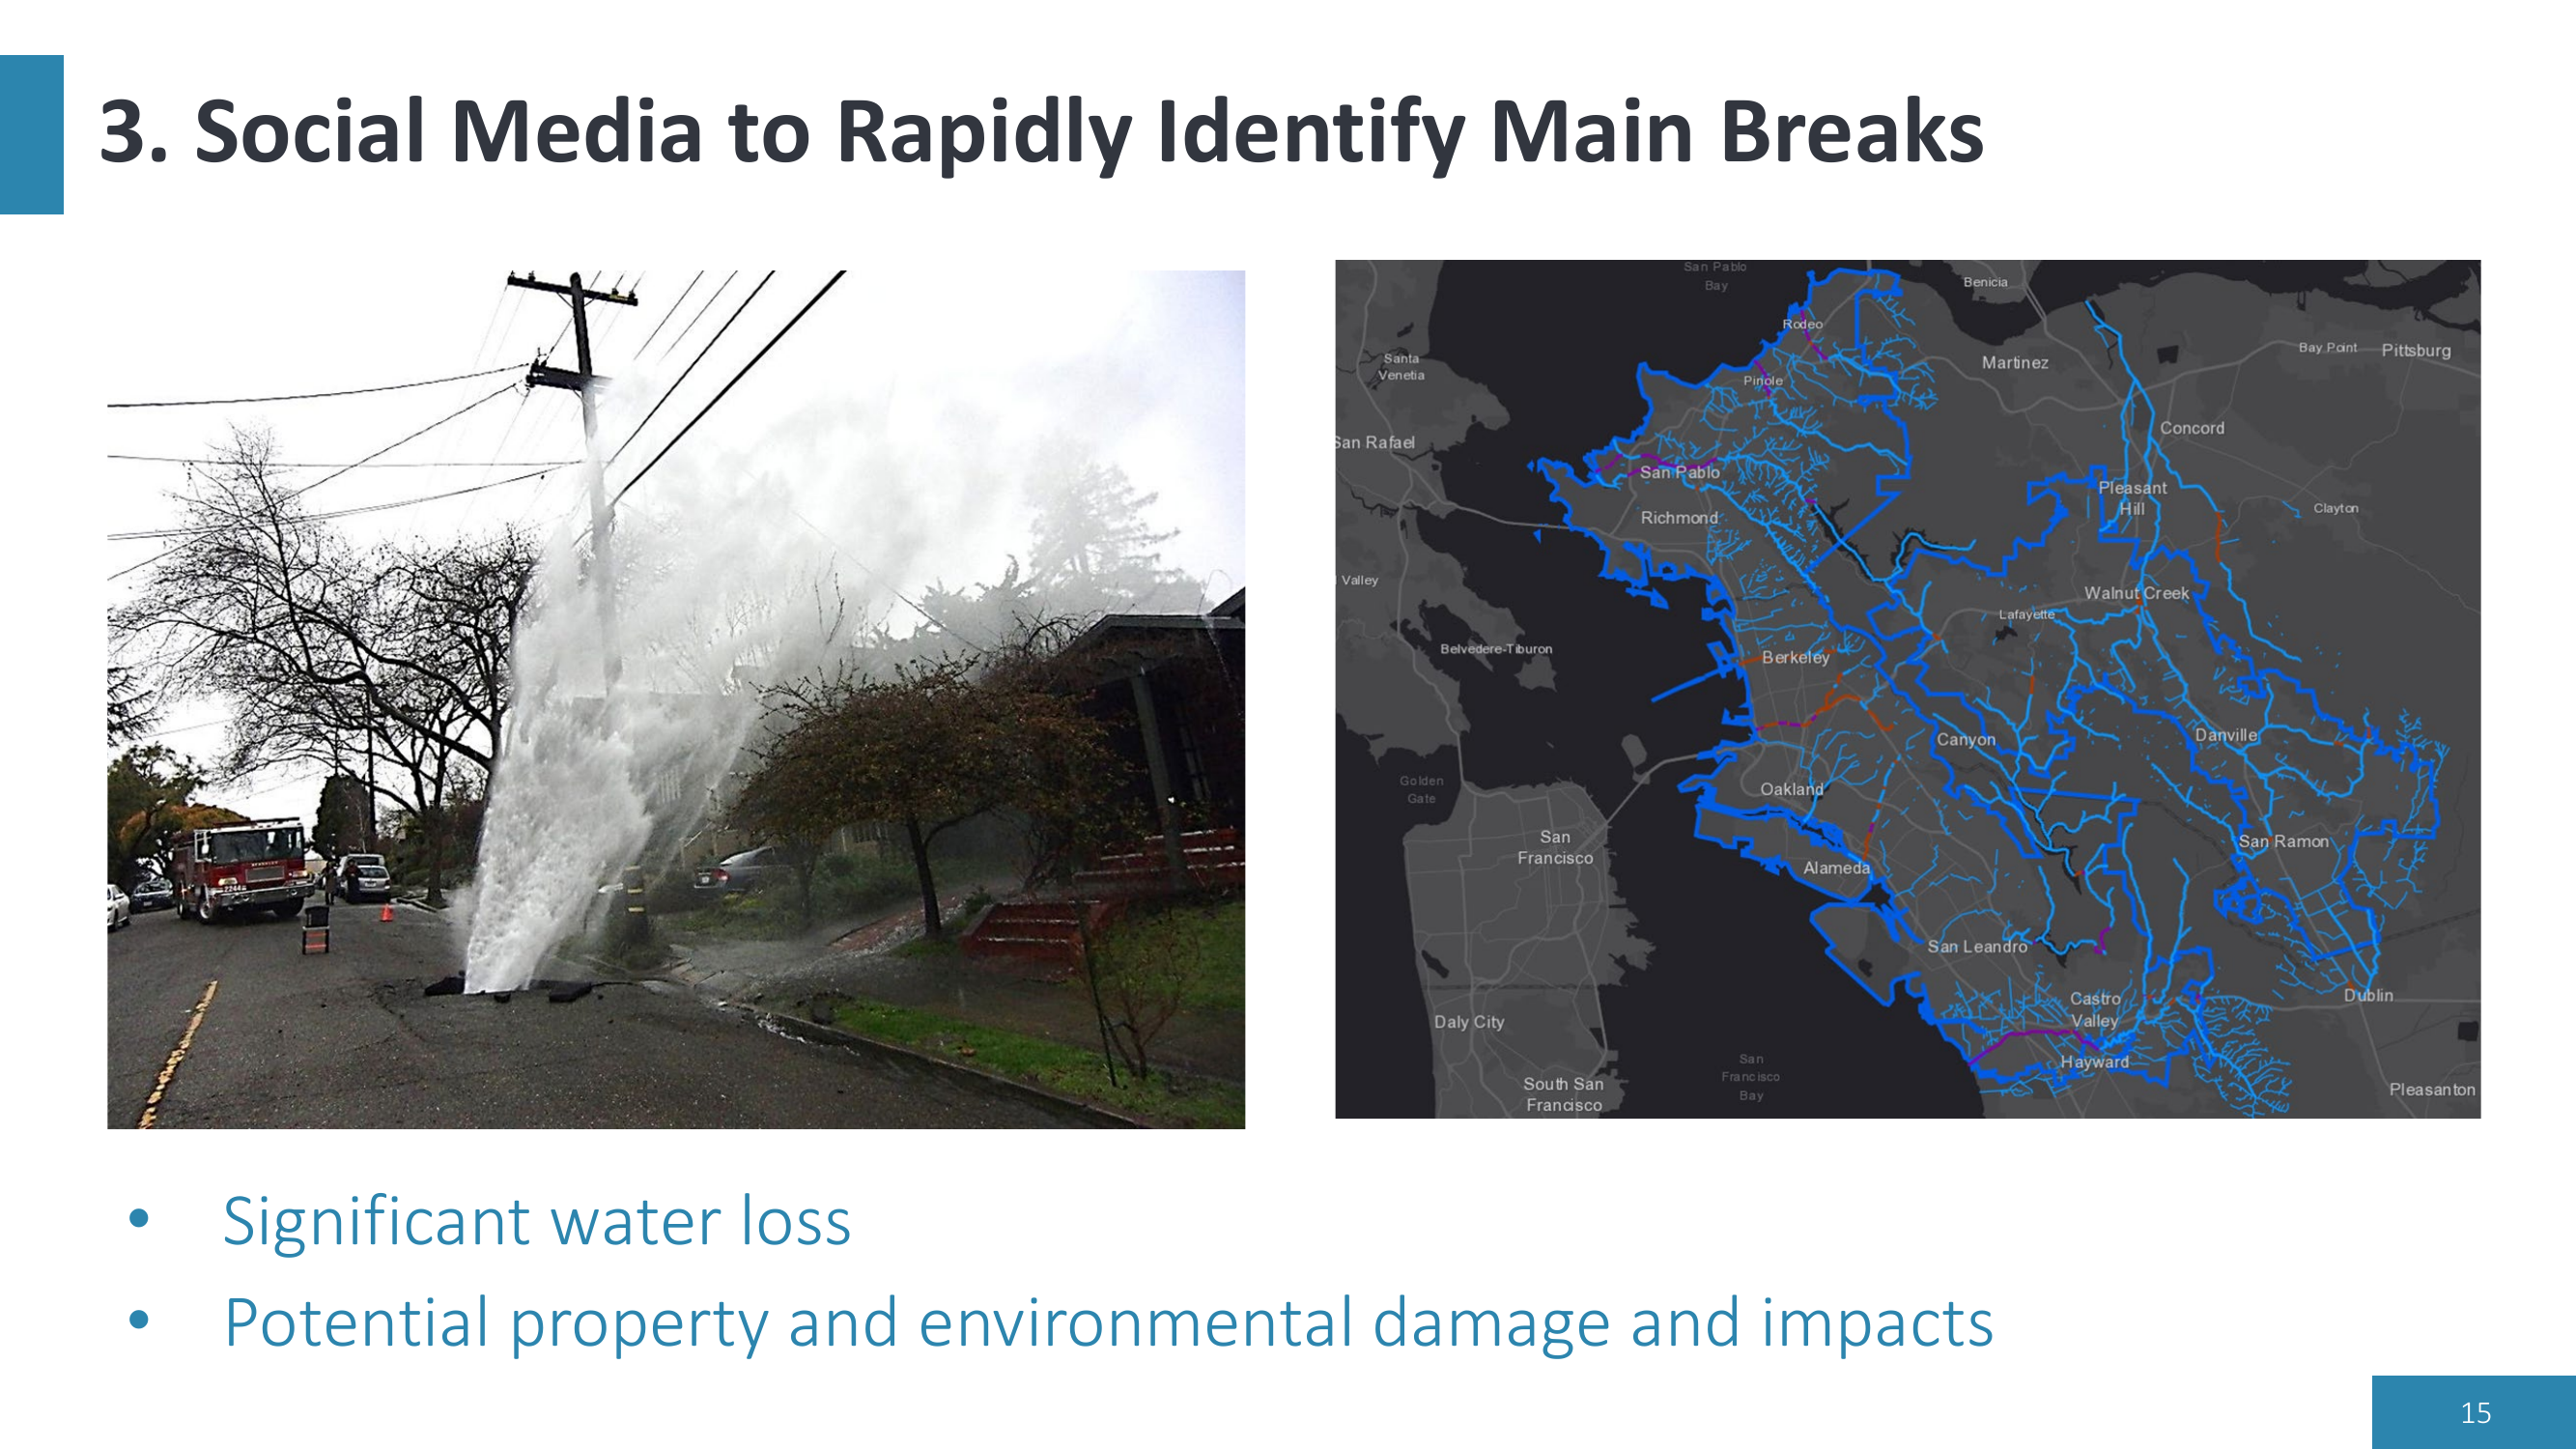 3. Social Media to Rapidly Identify Main Breaks
San Pablo
Bay
Benicia
Rodeo
Santa
Venetia
Martinez
Bay Point
Pittsburg
Pinole
San Rafael
Concord
San Pablo
Pleasant
Hill
Clayton
Richmond
Valley
Walnut Creek
Lafayette
Belvedere-Tiburon
Berkeley
Canyon
Danville
Golden
Gate
Oakland
San
Francisco
San Ramon
Alameda
San Leandro
Castro
Valley
Dublin
Daly City
Hayward
San
Francisco
Bay
South San
Francisco
Pleasanton
• Significant water loss
• Potential property and environmental damage and impacts
15